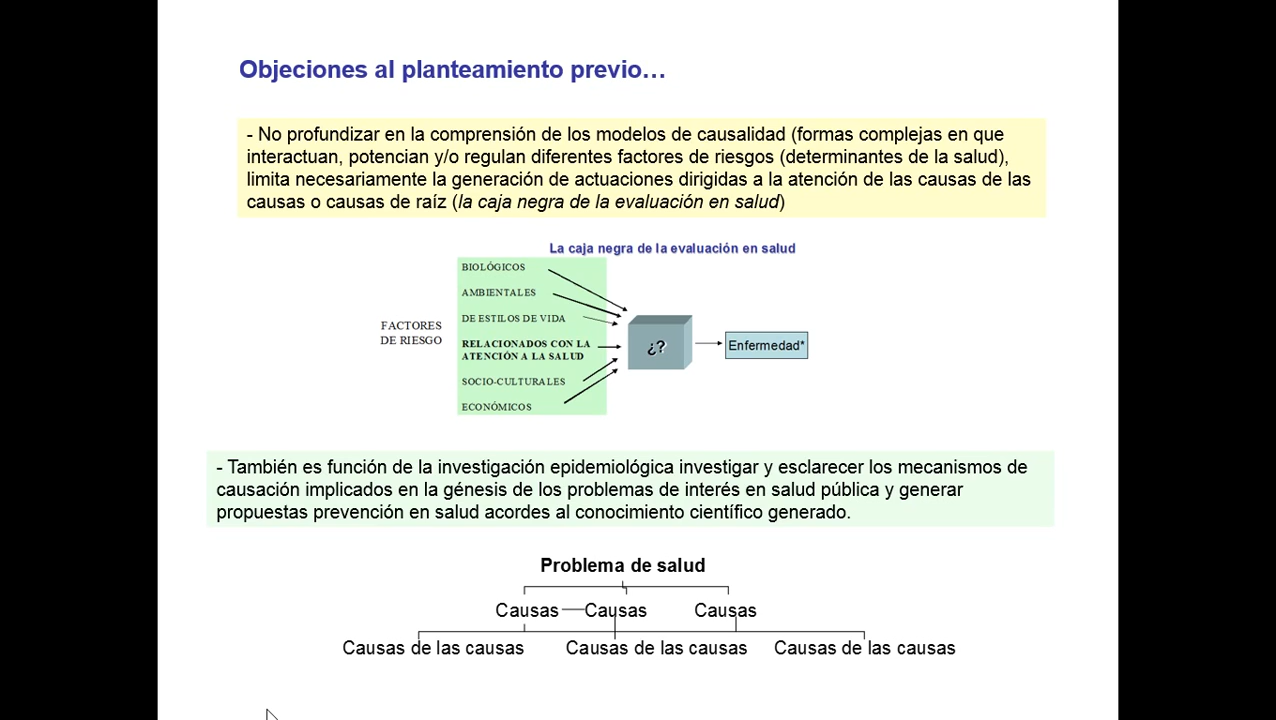 Objeciones al planteamiento previo…
- No profundizar en la comprensión de los modelos de causalidad (formas complejas en que
interactuan, potencian y/o regulan diferentes factores de riesgos (determinantes de la salud),
limita necesariamente la generación de actuaciones dirigidas a la atención de las causas de las
causas o causas de raíz (la caja negra de la evaluación en salud)
La caja negra de la evaluación en salud
FACTORES
DE RIESGO
BIOLÓGICOS
AMBIENTALES
DE ESTILOS DE VIDA
RELACIONADOS CON LA
ATENCIÓN A LA SALUD
SOCIO-CULTURALES
ECONÓMICOS
¿?
Enfermedad*
- También es función de la investigación epidemiológica investigar y esclarecer los mecanismos de
causación implicados en la génesis de los problemas de interés en salud pública y generar
propuestas prevención en salud acordes al conocimiento científico generado.
Problema de salud
Causas Causas Causas
Causas de las causas Causas de las causas Causas de las causas